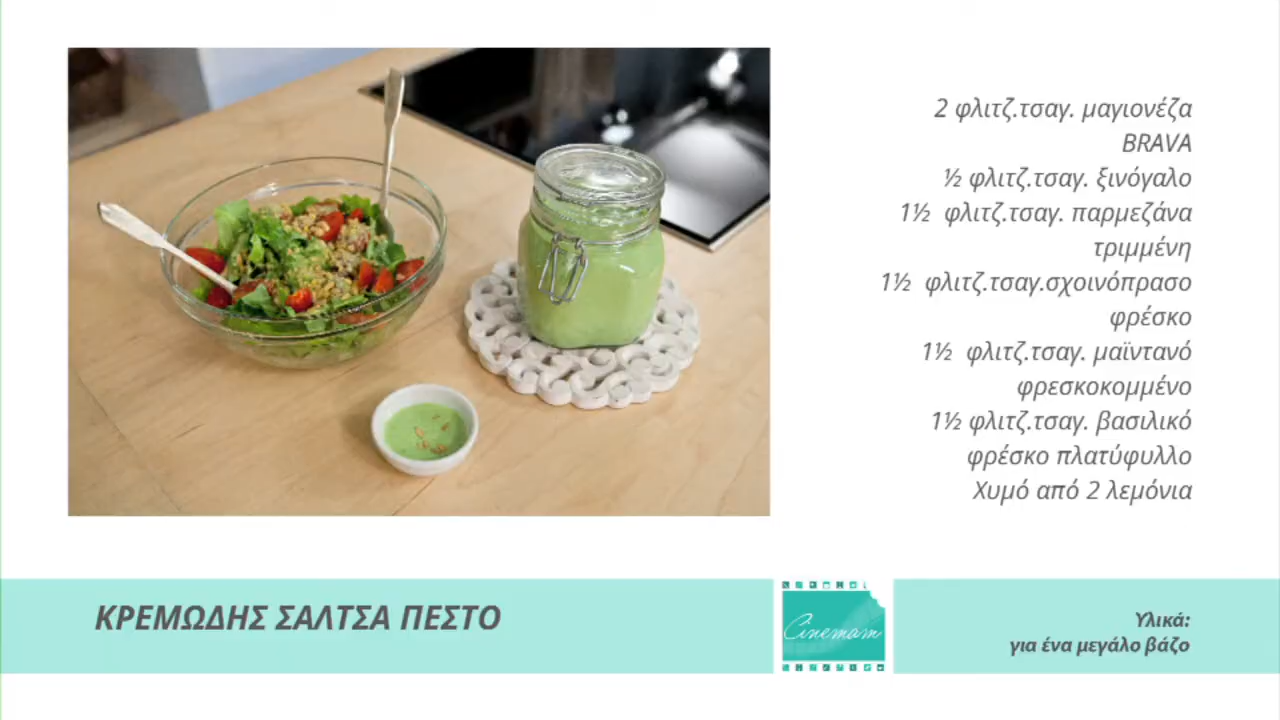 2 φλιτζ.τσαγ. μαγιονέζα
BRAVA
½ φλιτζ.τσαγ. ξινόγαλο
1½ φλιτζ.τσαγ. παρμεζάνα
τριμμένη
1½ φλιτζ.τσαγ.σχοινόπρασο
φρέσκο
1½ φλιτζ.τσαγ. μαϊντανό
φρεσκοκομμένο
1½ φλιτζ.τσαγ. βασιλικό
φρέσκο πλατύφυλλο
Χυμό από 2 λεμόνια
ΚΡΕΜΩΔΗΣ ΣΑΛΤΣΑ ΠΕΣΤΟ
Cinemam
Υλικά:
για ένα μεγάλο βάζο